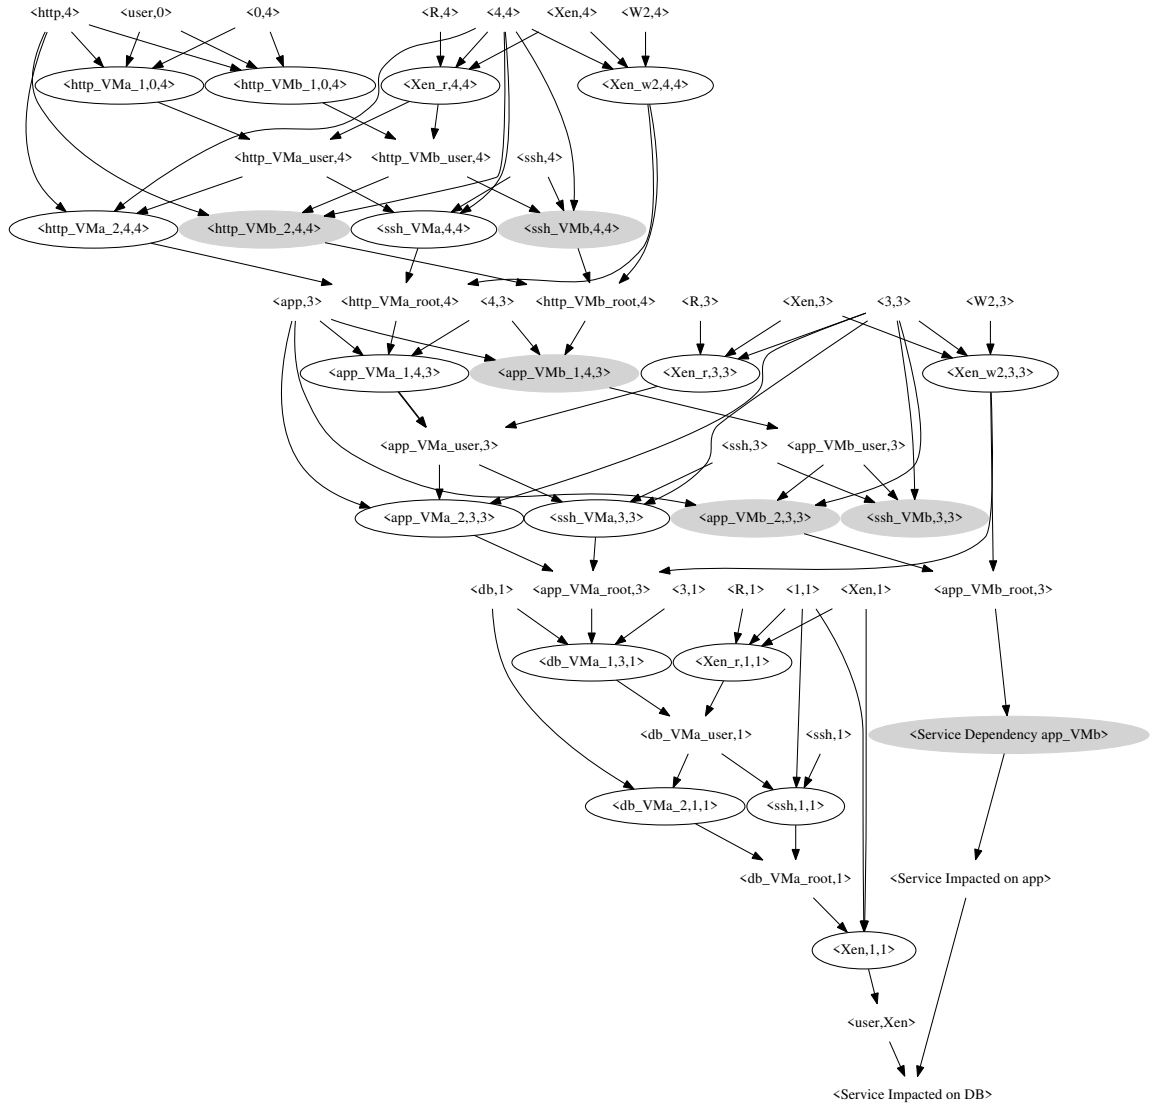 <http,4> <user,0> <0,4> <R,4> <4,4> <Xen,4> <W2,4>
<http_VMa_1,0,4> <http_VMb_1,0,4> <Xen_r,4,4> <Xen_w2,4,4>
<http_VMa_user,4> <http_VMb_user,4> <ssh,4>
<http_VMa_2,4,4> <http_VMb_2,4,4> <ssh_VMa,4,4> <ssh_VMb,4,4>
<app,3> <http_VMa_root,4> <4,3> <http_VMb_root,4> <R,3> <Xen,3> <3,3> <W2,3>
<app_VMa_1,4,3> <app_VMb_1,4,3> <Xen_r,3,3> <Xen_w2,3,3>
<app_VMa_user,3> <ssh,3> <app_VMb_user,3>
<app_VMa_2,3,3> <ssh_VMa,3,3> <app_VMb_2,3,3> <ssh_VMb,3,3>
<db,1> <app_VMa_root,3> <3,1> <R,1> <1,1> <Xen,1> <app_VMb_root,3>
<db_VMa_1,3,1> <Xen_r,1,1>
<db_VMa_user,1> <ssh,1> <Service Dependency app_VMb>
<db_VMa_2,1,1> <ssh,1,1>
<db_VMa_root,1> <Service Impacted on app>
<Xen,1,1>
<user,Xen>
<Service Impacted on DB>